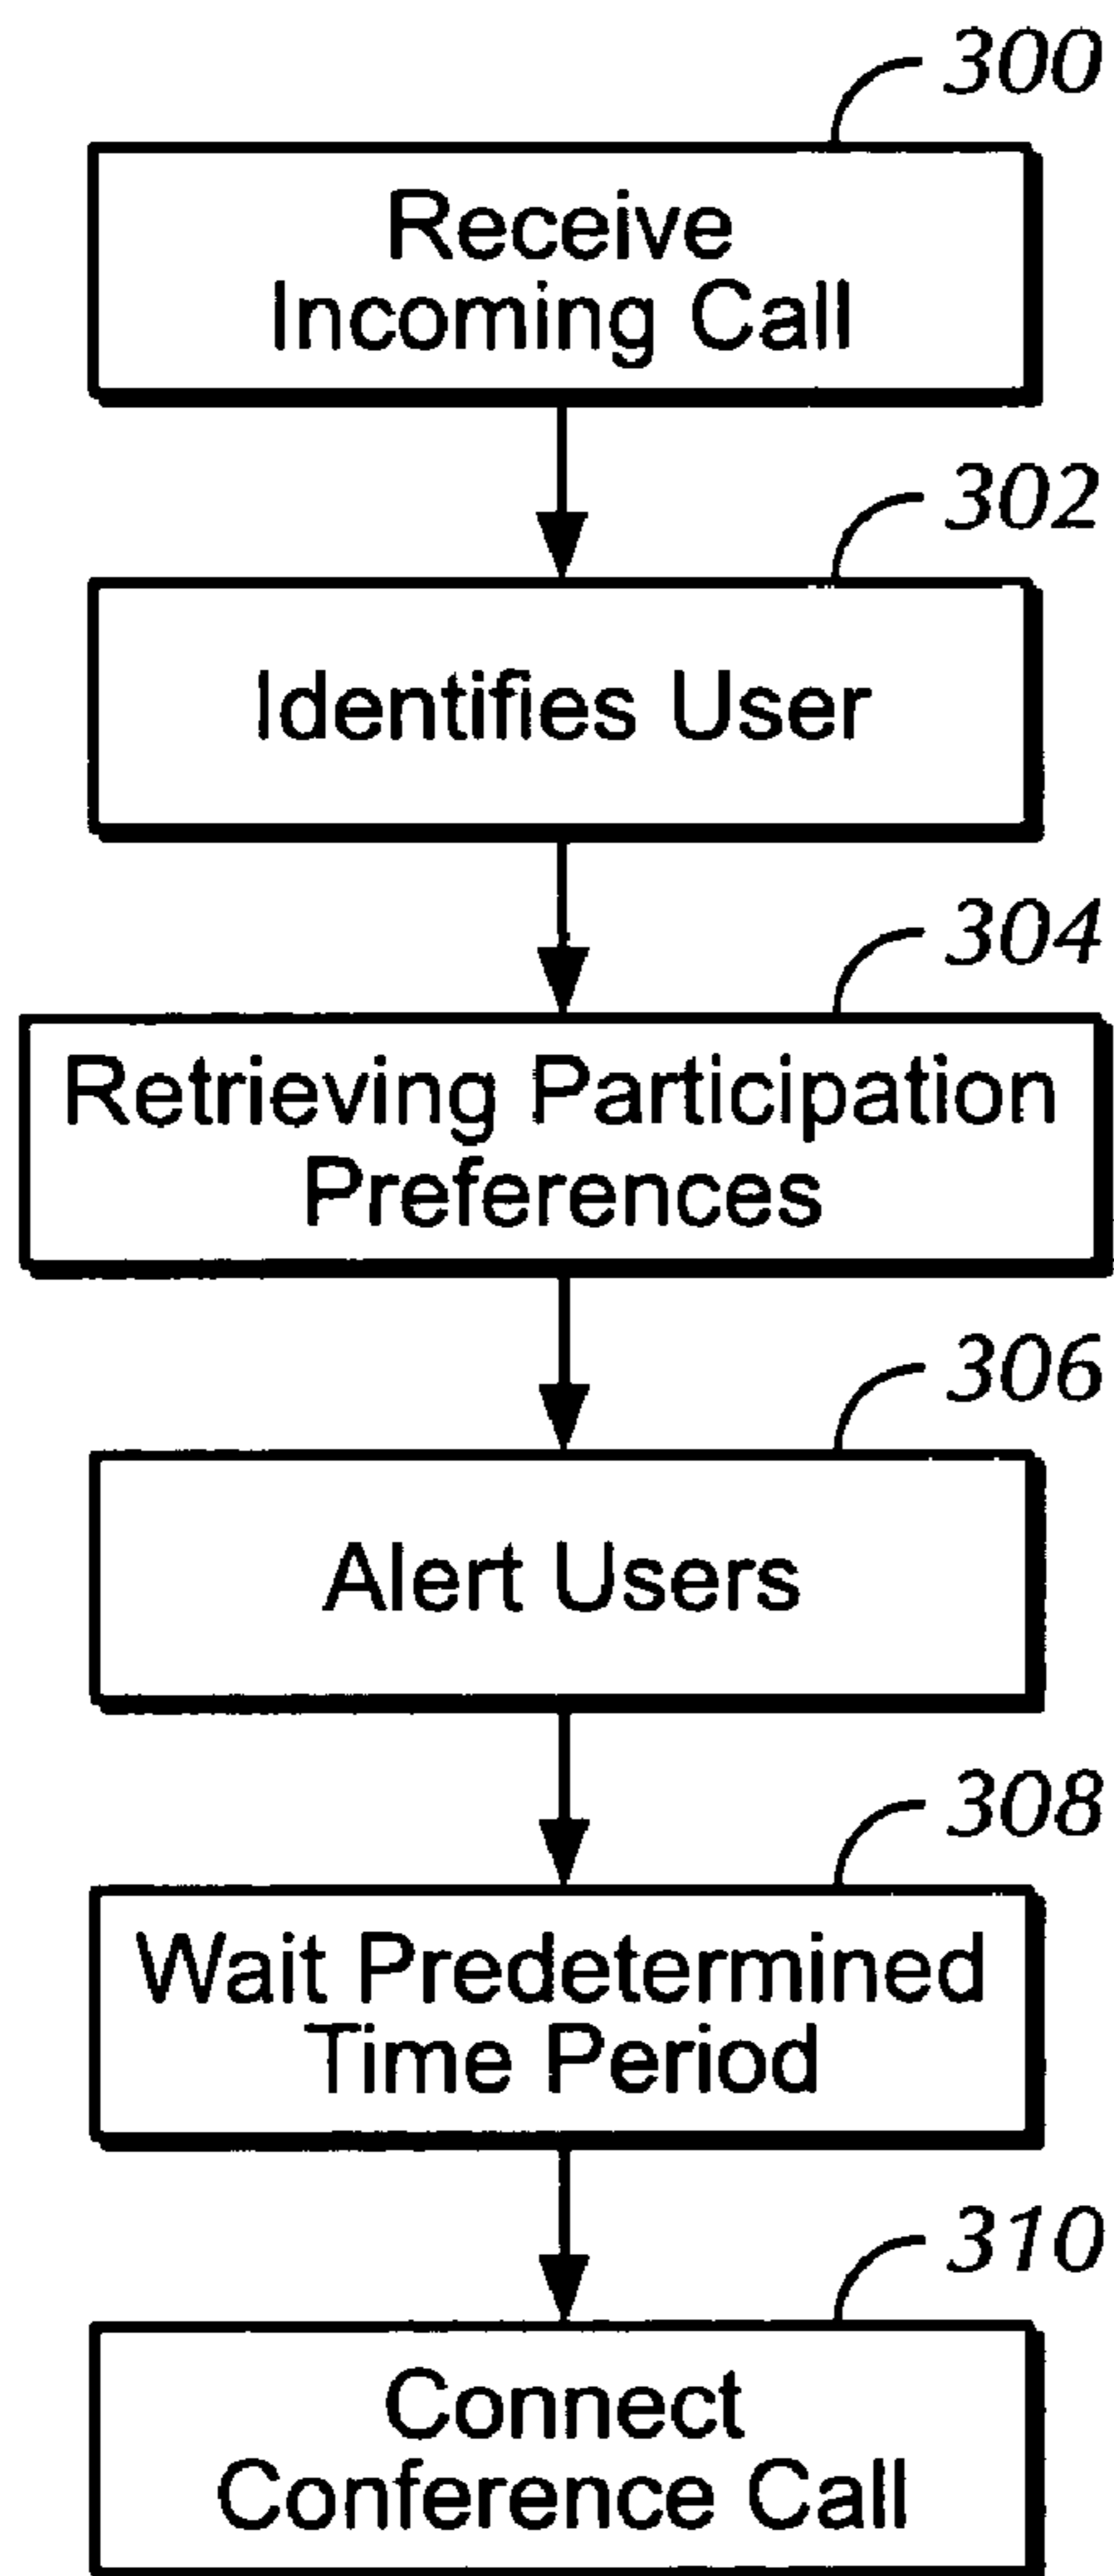 300
Receive
Incoming Call
302
Identifies User
304
Retrieving Participation
Preferences
306
Alert Users
308
Wait Predetermined
Time Period
310
Connect
Conference Call